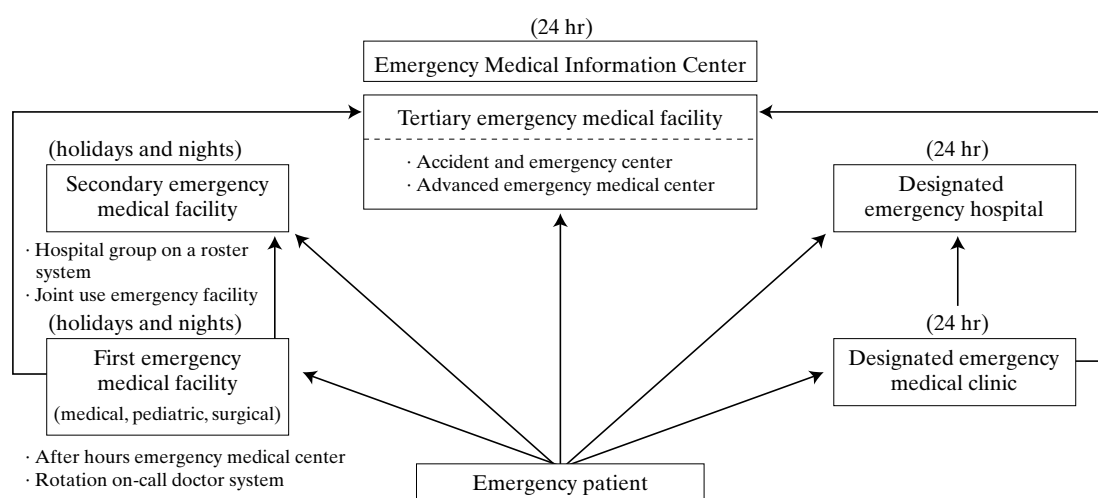 (24 hr)
Emergency Medical Information Center
Tertiary emergency medical facility
· Accident and emergency center
· Advanced emergency medical center
(holidays and nights)
Secondary emergency
medical facility
· Hospital group on a roster
system
· Joint use emergency facility
(24 hr)
Designated
emergency hospital
(holidays and nights)
First emergency
medical facility
(medical, pediatric, surgical)
· After hours emergency medical center
· Rotation on-call doctor system
(24 hr)
Designated emergency
medical clinic
Emergency patient